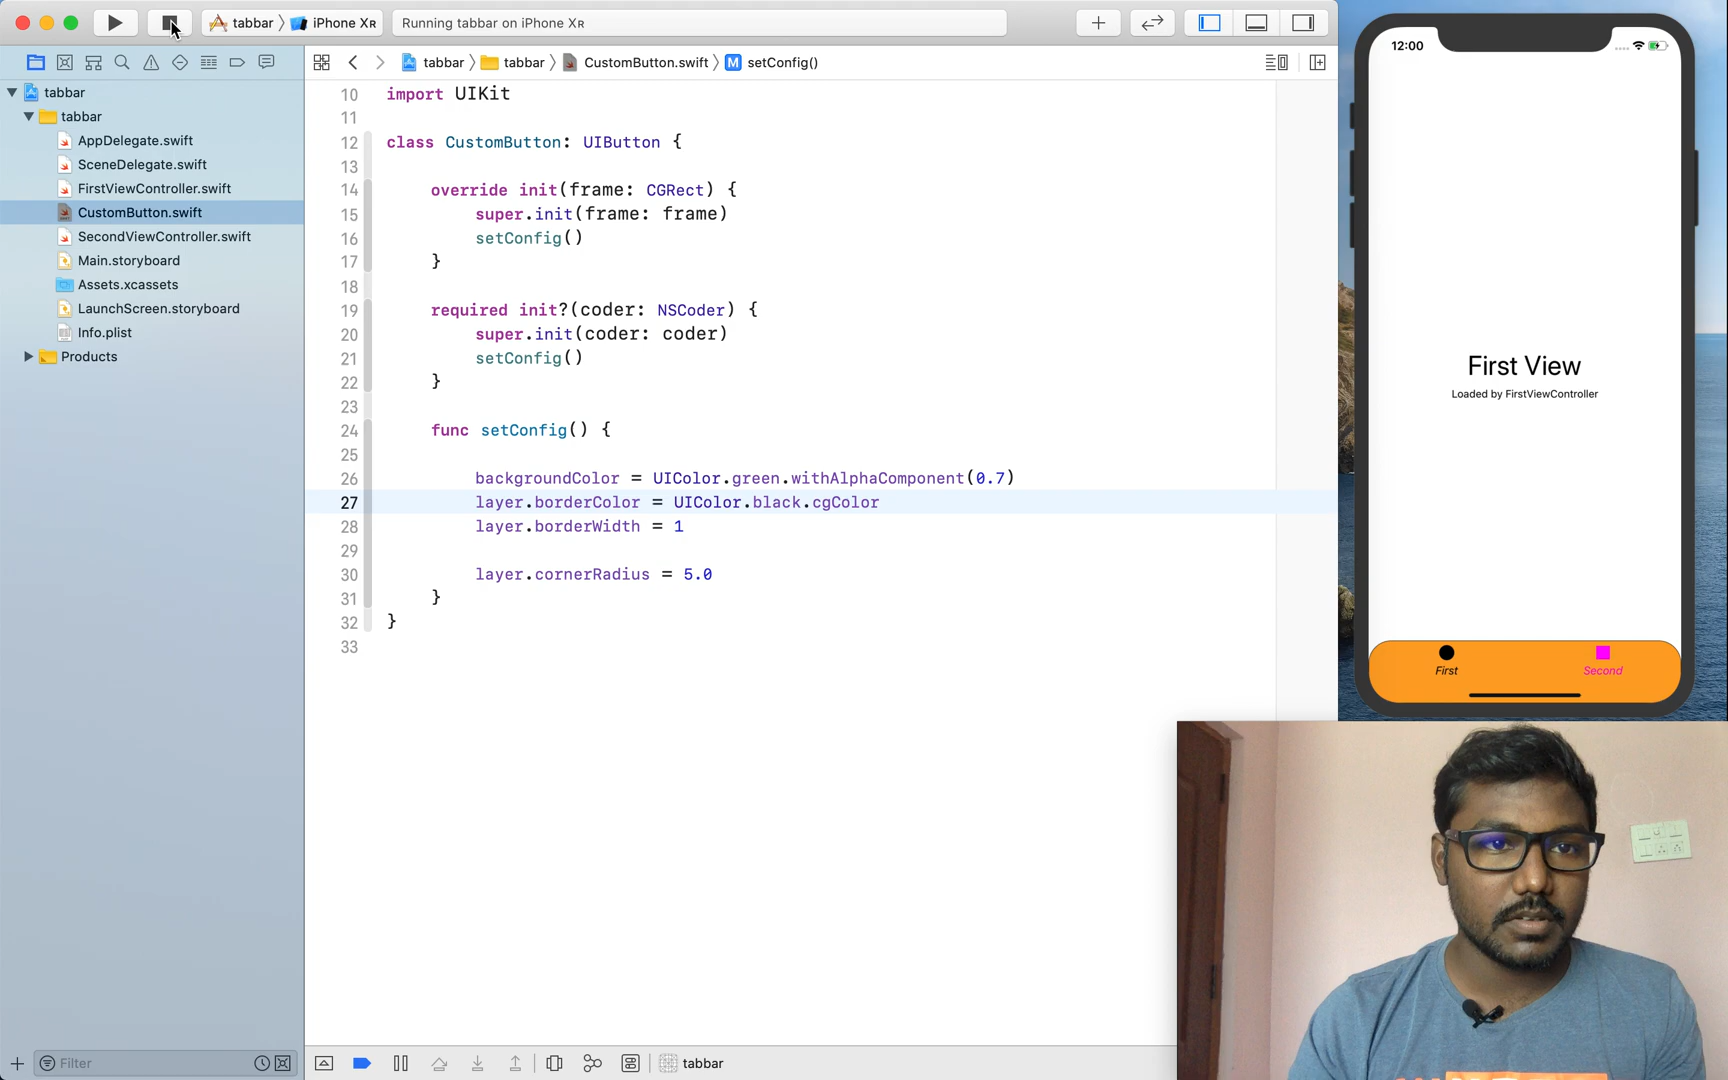 tabbar
iPhone Xʀ
Running tabbar on iPhone Xʀ
tabbar
tabbar
CustomButton.swift
M
setConfig()
tabbar
tabbar
AppDelegate.swift
SceneDelegate.swift
FirstViewController.swift
CustomButton.swift
SecondViewController.swift
Main.storyboard
Assets.xcassets
LaunchScreen.storyboard
Info.plist
Products
Filter
10 import UIKit
11
12 class CustomButton: UIButton {
13
14 override init(frame: CGRect) {
15 super.init(frame: frame)
16 setConfig()
17 }
18
19 required init?(coder: NSCoder) {
20 super.init(coder: coder)
21 setConfig()
22 }
23
24 func setConfig() {
25
26 backgroundColor = UIColor.green.withAlphaComponent(0.7)
27 layer.borderColor = UIColor.black.cgColor
28 layer.borderWidth = 1
29
30 layer.cornerRadius = 5.0
31 }
32 }
33
tabbar
12:00
First View
Loaded by FirstViewController
First
Second